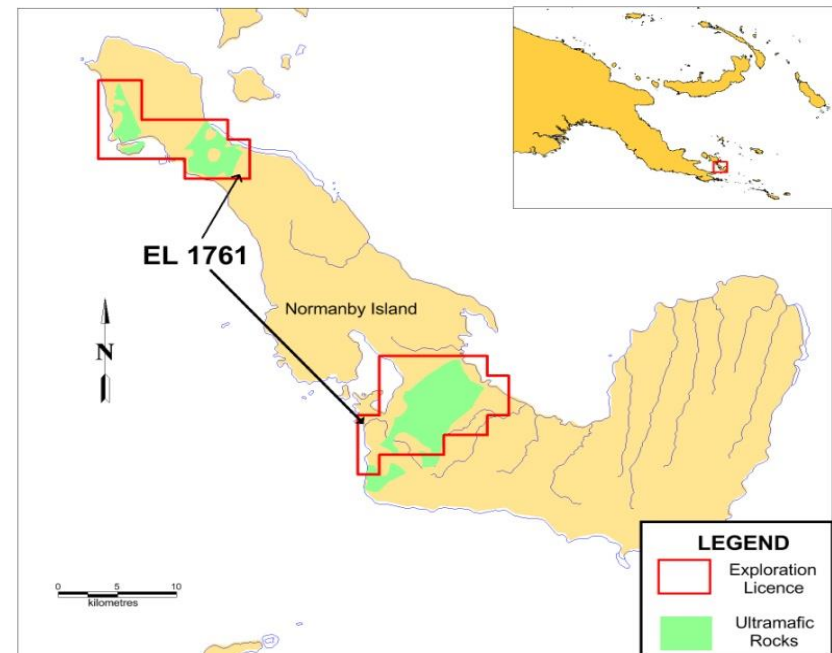 EL 1761
Normanby Island
N
0 5 10
kilometres
LEGEND
Exploration
Licence
Ultramafic
Rocks